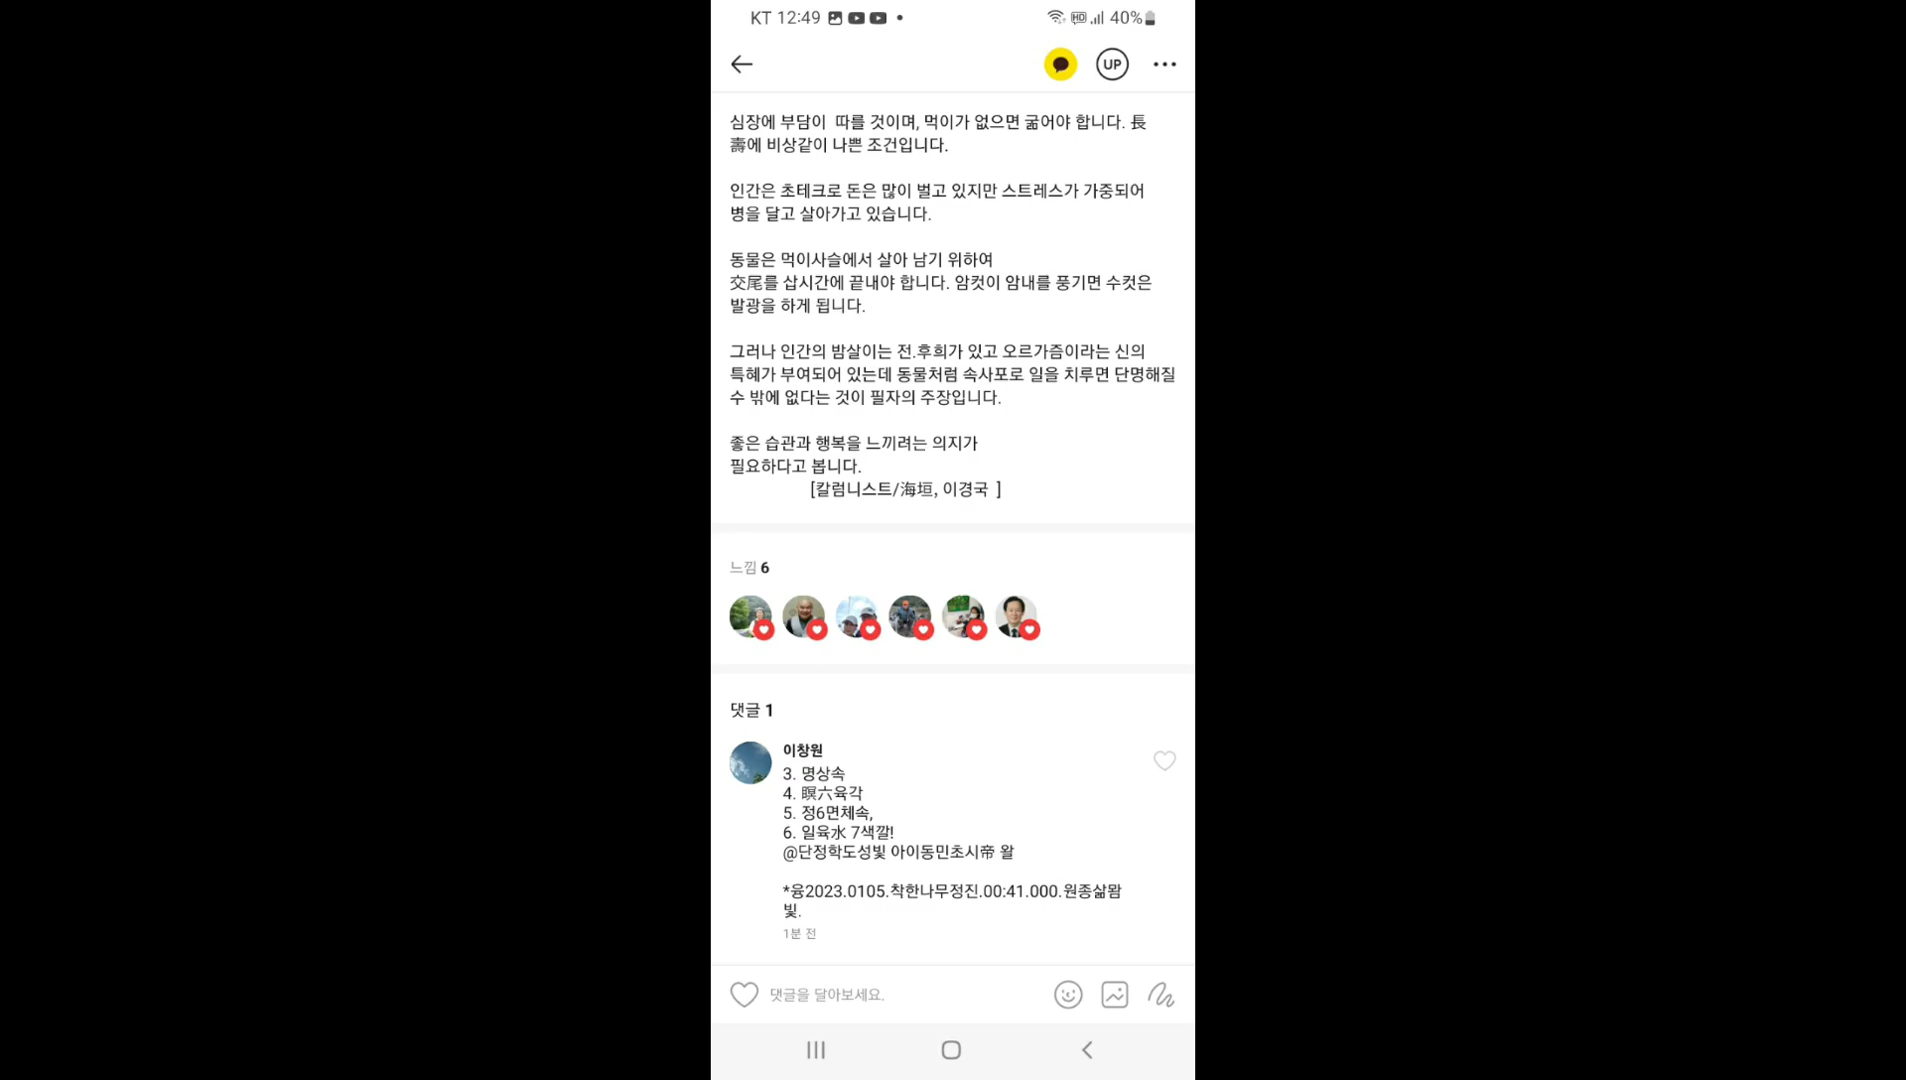 KT 12:49
HD 40%
UP
심장에 부담이  따를 것이며, 먹이가 없으면 굶어야 합니다. 長
壽에 비상같이 나쁜 조건입니다.
인간은 초테크로 돈은 많이 벌고 있지만 스트레스가 가중되어
병을 달고 살아가고 있습니다.
동물은 먹이사슬에서 살아 남기 위하여
交尾를 삽시간에 끝내야 합니다. 암컷이 암내를 풍기면 수컷은
발광을 하게 됩니다.
그러나 인간의 밤살이는 전.후희가 있고 오르가즘이라는 신의
특혜가 부여되어 있는데 동물처럼 속사포로 일을 치루면 단명해질
수 밖에 없다는 것이 필자의 주장입니다.
좋은 습관과 행복을 느끼려는 의지가
필요하다고 봅니다.
[칼럼니스트/海垣, 이경국  ]
느낌 6
댓글 1
이창원
3. 명상속
4. 瞑六육각
5. 정6면체속,
6. 일육水 7색깔!
@단정학도성빛 아이동민초시帝 왈
*융2023.0105.착한나무정진.00:41.000.원종삶뫔
빛.
1분 전
댓글을 달아보세요.